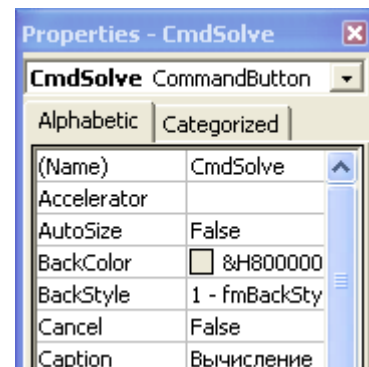 Properties - CmdSolve
CmdSolve CommandButton
Alphabetic Categorized
(Name) CmdSolve
Accelerator
AutoSize False
BackColor &H800000
BackStyle 1 - fmBackSty
Cancel False
Caption Вычисление